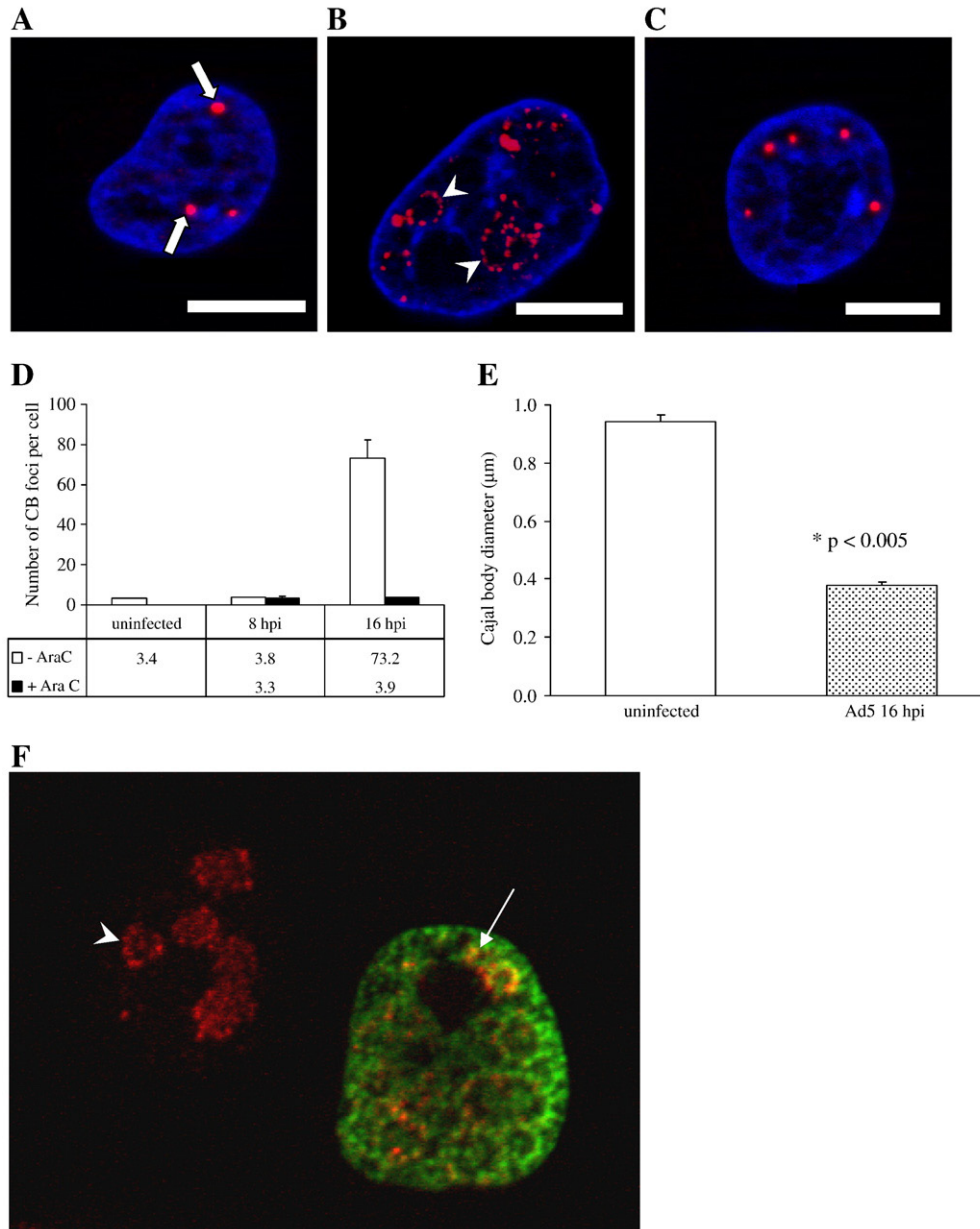 A
B
C
D
Number of CB foci per cell
100
80
60
40
20
0
uninfected 8 hpi 16 hpi
- AraC 3.4 3.8 73.2
+ Ara C 3.3 3.9
E
Cajal body diameter (µm)
1.0
0.8
0.6
0.4
0.2
0.0
* p < 0.005
uninfected Ad5 16 hpi
F